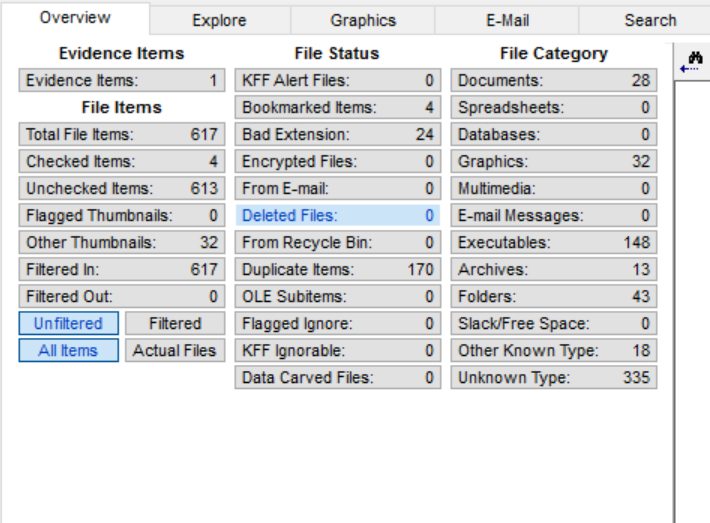 Overview Explore Graphics E-Mail Search
Evidence Items
Evidence Items: 1
File Items
Total File Items: 617
Checked Items: 4
Unchecked Items: 613
Flagged Thumbnails: 0
Other Thumbnails: 32
Filtered In: 617
Filtered Out: 0
Unfiltered Filtered
All Items Actual Files
File Status
KFF Alert Files: 0
Bookmarked Items: 4
Bad Extension: 24
Encrypted Files: 0
From E-mail: 0
Deleted Files: 0
From Recycle Bin: 0
Duplicate Items: 170
OLE Subitems: 0
Flagged Ignore: 0
KFF Ignorable: 0
Data Carved Files: 0
File Category
Documents: 28
Spreadsheets: 0
Databases: 0
Graphics: 32
Multimedia: 0
E-mail Messages: 0
Executables: 148
Archives: 13
Folders: 43
Slack/Free Space: 0
Other Known Type: 18
Unknown Type: 335